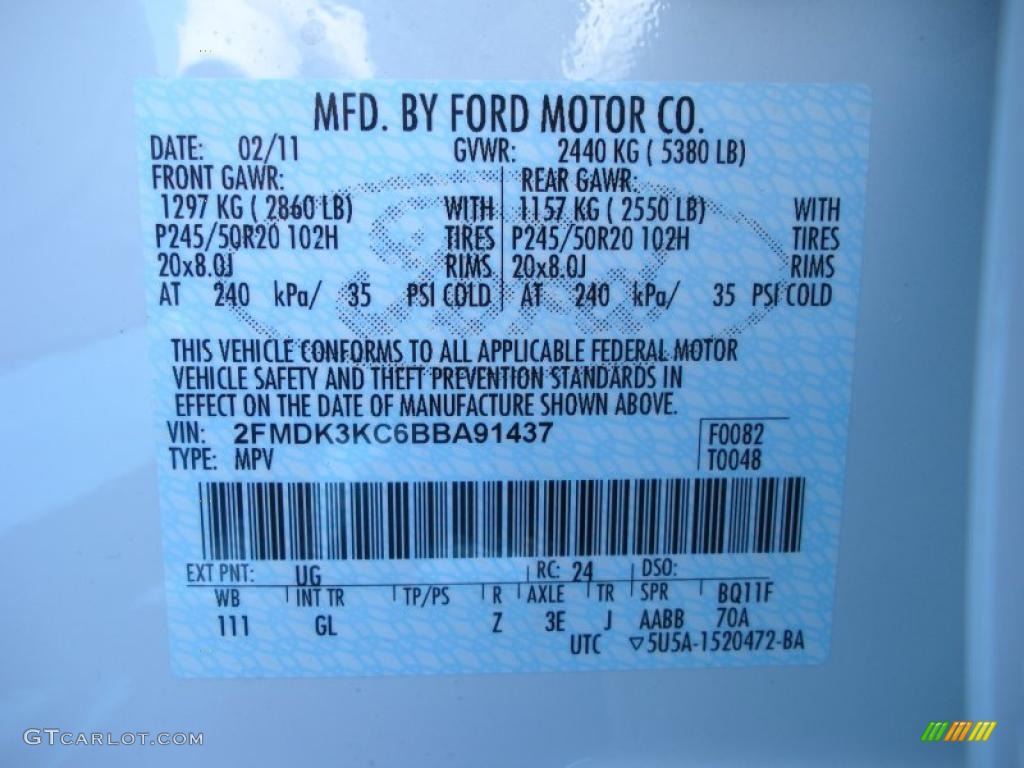 MFD. BY FORD MOTOR CO.
DATE: 02/11 GVWR: 2440 KG ( 5380 LB)
FRONT GAWR: REAR GAWR:
1297 KG ( 2860 LB) WITH 1157 KG ( 2550 LB) WITH
P245/50R20 102H TIRES P245/50R20 102H TIRES
20x8.0J RIMS 20x8.0J RIMS
AT 240 kPa/ 35 PSI COLD AT 240 kPa/ 35 PSI COLD
THIS VEHICLE CONFORMS TO ALL APPLICABLE FEDERAL MOTOR
VEHICLE SAFETY AND THEFT PREVENTION STANDARDS IN
EFFECT ON THE DATE OF MANUFACTURE SHOWN ABOVE.
VIN: 2FMDK3KC6BBA91437 F0082
TYPE: MPV T0048
EXT PNT: UG RC: 24 DSO:
WB INT TR TP/PS R AXLE TR SPR BQ11F
111 GL Z 3E J AABB 70A
UTC ▽5U5A-1520472-BA
GTCARLOT.COM